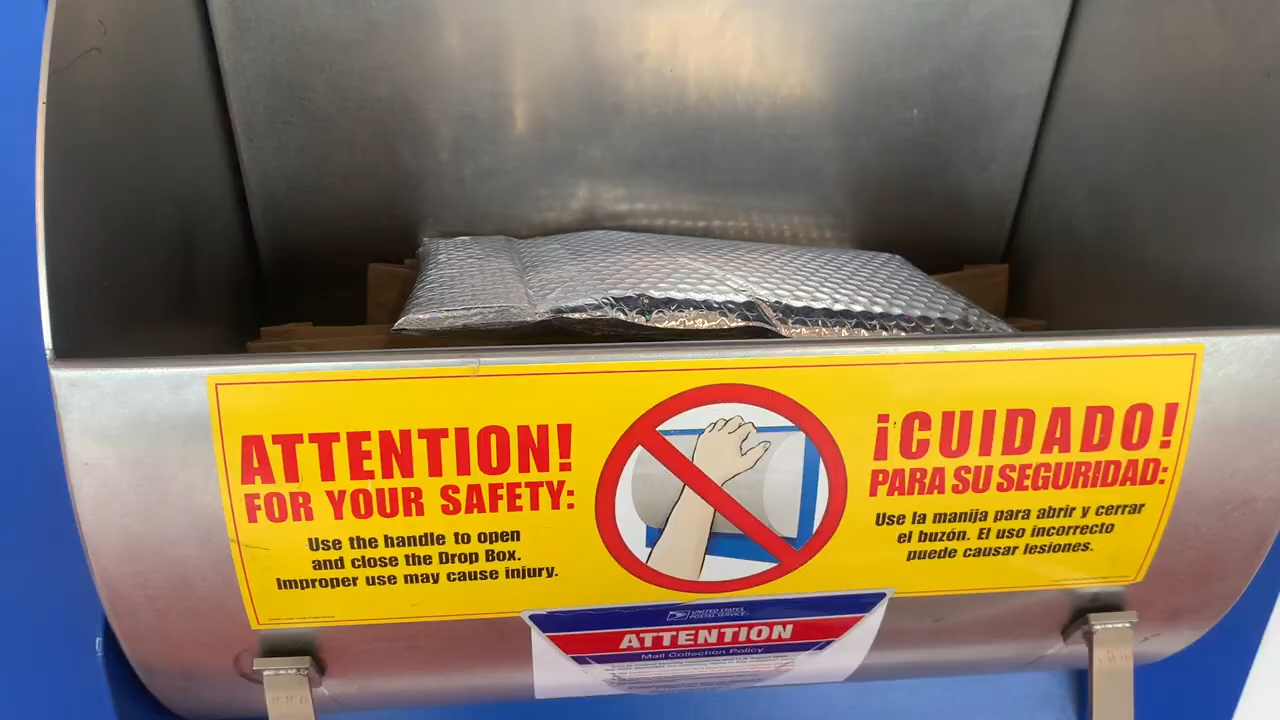 ATTENTION!
FOR YOUR SAFETY:
Use the handle to open
and close the Drop Box.
Improper use may cause injury.
¡CUIDADO!
PARA SU SEGURIDAD:
Use la manija para abrir y cerrar
el buzón. El uso incorrecto
puede causar lesiones.
UNITED STATES
POSTAL SERVICE
ATTENTION
Mail Collection Policy